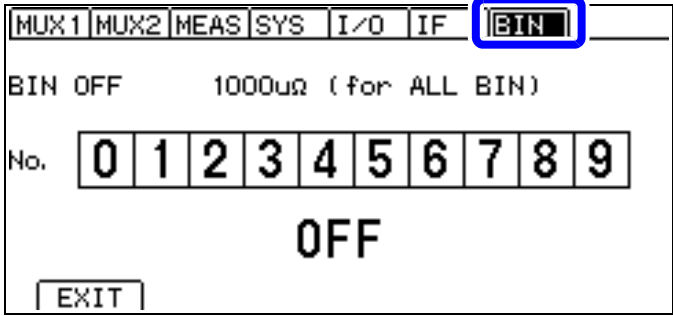 MUX1 MUX2 MEAS SYS I/O IF BIN
BIN OFF 1000uΩ (for ALL BIN)
No. 0 1 2 3 4 5 6 7 8 9
OFF
EXIT